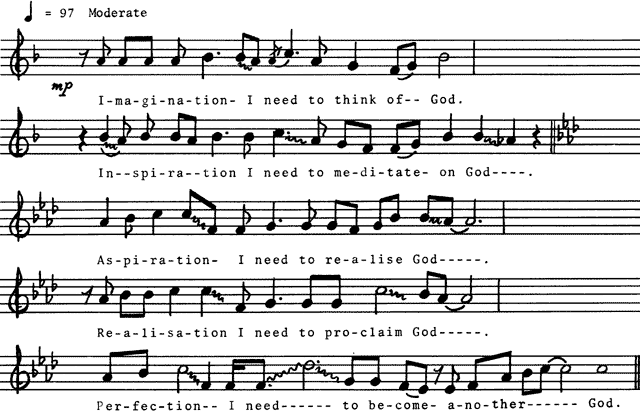 ♩ = 97 Moderate
mp
I-ma-gi-na-tion- I need to think of-- God.
In--spi-ra--tion I need to me-di-tate- on God----.
As-pi-ra-tion- I need to re-a-lise God-----.
Re-a-li-sa-tion I need to pro-claim God-----.
Per-fec-tion-- I need------ to be-come- a-no-ther------ God.